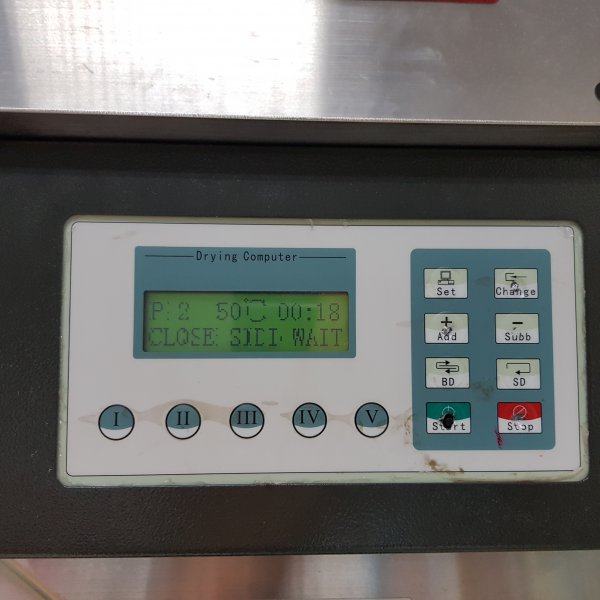 Drying Computer
P: 2 50℃ 00:18
CLOSE WAIT
I II III IV V
Set Change
Add Subb
BD SD
Start Stop